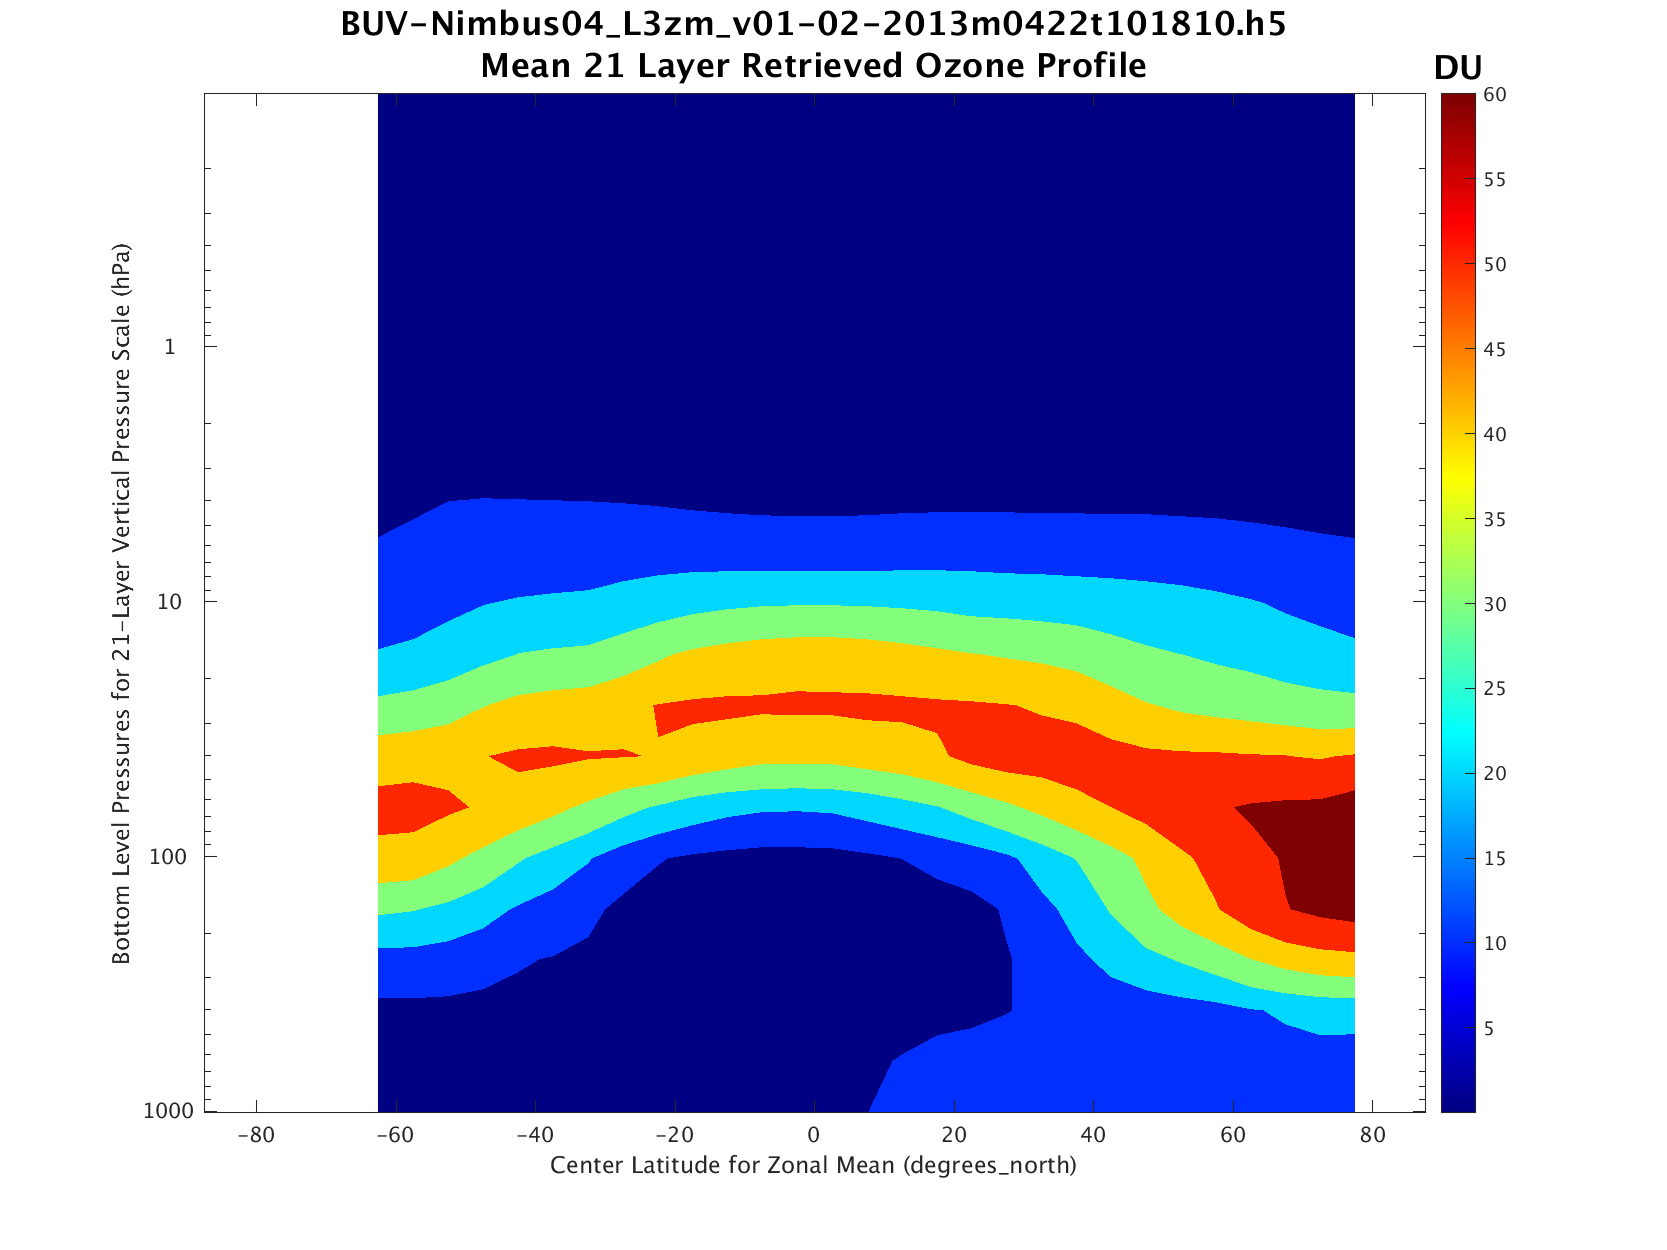 BUV-Nimbus04_L3zm_v01-02-2013m0422t101810.h5
Mean 21 Layer Retrieved Ozone Profile
DU
60
55
50
45
40
35
30
25
20
15
10
5
Bottom Level Pressures for 21-Layer Vertical Pressure Scale (hPa)
1
10
100
1000
-80 -60 -40 -20 0 20 40 60 80
Center Latitude for Zonal Mean (degrees_north)